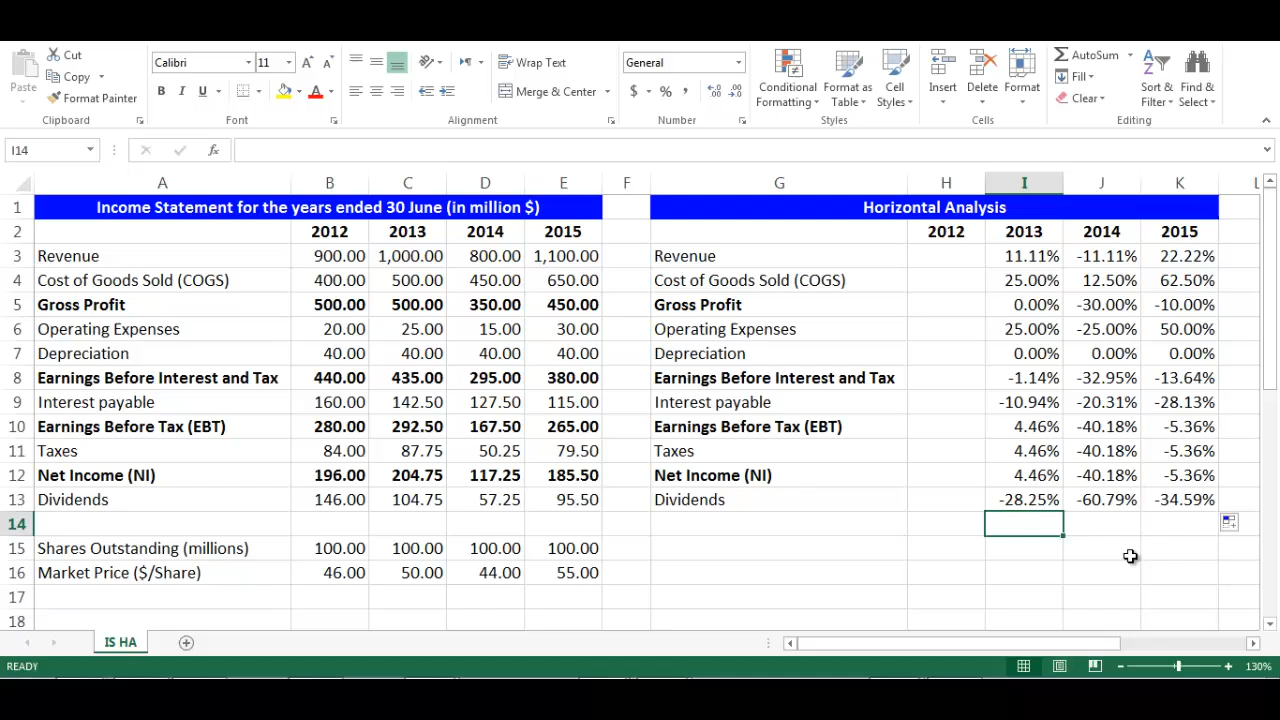 Cut
Copy
Format Painter
Paste
Clipboard
Calibri 11
B I U
Font
Wrap Text
Merge & Center
Alignment
General
$ % ,
Number
Conditional Formatting
Format as Table
Cell Styles
Styles
Insert Delete Format
Cells
AutoSum
Fill
Clear
Sort & Filter
Find & Select
Editing
I14 fx
A B C D E F G H I J K L
1 Income Statement for the years ended 30 June (in million $) Horizontal Analysis
2 2012 2013 2014 2015 2012 2013 2014 2015
3 Revenue 900.00 1,000.00 800.00 1,100.00 Revenue 11.11% -11.11% 22.22%
4 Cost of Goods Sold (COGS) 400.00 500.00 450.00 650.00 Cost of Goods Sold (COGS) 25.00% 12.50% 62.50%
5 Gross Profit 500.00 500.00 350.00 450.00 Gross Profit 0.00% -30.00% -10.00%
6 Operating Expenses 20.00 25.00 15.00 30.00 Operating Expenses 25.00% -25.00% 50.00%
7 Depreciation 40.00 40.00 40.00 40.00 Depreciation 0.00% 0.00% 0.00%
8 Earnings Before Interest and Tax 440.00 435.00 295.00 380.00 Earnings Before Interest and Tax -1.14% -32.95% -13.64%
9 Interest payable 160.00 142.50 127.50 115.00 Interest payable -10.94% -20.31% -28.13%
10 Earnings Before Tax (EBT) 280.00 292.50 167.50 265.00 Earnings Before Tax (EBT) 4.46% -40.18% -5.36%
11 Taxes 84.00 87.75 50.25 79.50 Taxes 4.46% -40.18% -5.36%
12 Net Income (NI) 196.00 204.75 117.25 185.50 Net Income (NI) 4.46% -40.18% -5.36%
13 Dividends 146.00 104.75 57.25 95.50 Dividends -28.25% -60.79% -34.59%
14
15 Shares Outstanding (millions) 100.00 100.00 100.00 100.00
16 Market Price ($/Share) 46.00 50.00 44.00 55.00
17
18
IS HA
READY 130%